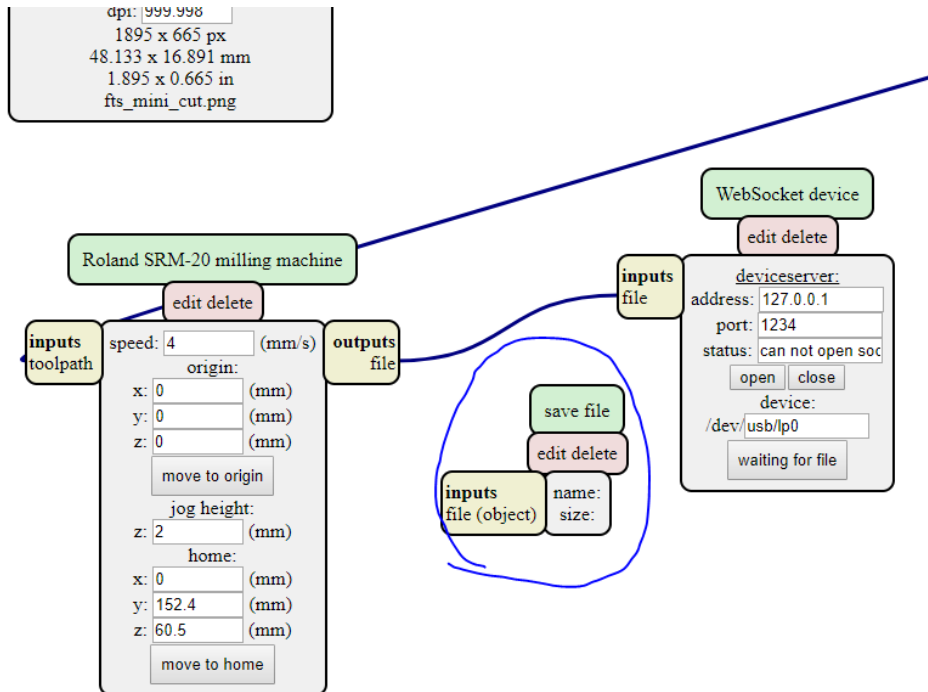 dpi: 999.998
1895 x 665 px
48.133 x 16.891 mm
1.895 x 0.665 in
fts_mini_cut.png
Roland SRM-20 milling machine
edit delete
inputs
toolpath
speed: 4 (mm/s)
origin:
x: 0 (mm)
y: 0 (mm)
z: 0 (mm)
move to origin
jog height:
z: 2 (mm)
home:
x: 0 (mm)
y: 152.4 (mm)
z: 60.5 (mm)
move to home
outputs
file
save file
edit delete
inputs
file (object)
name:
size:
WebSocket device
edit delete
inputs
file
deviceserver:
address: 127.0.0.1
port: 1234
status: can not open soc
open close
device:
/dev/usb/lp0
waiting for file